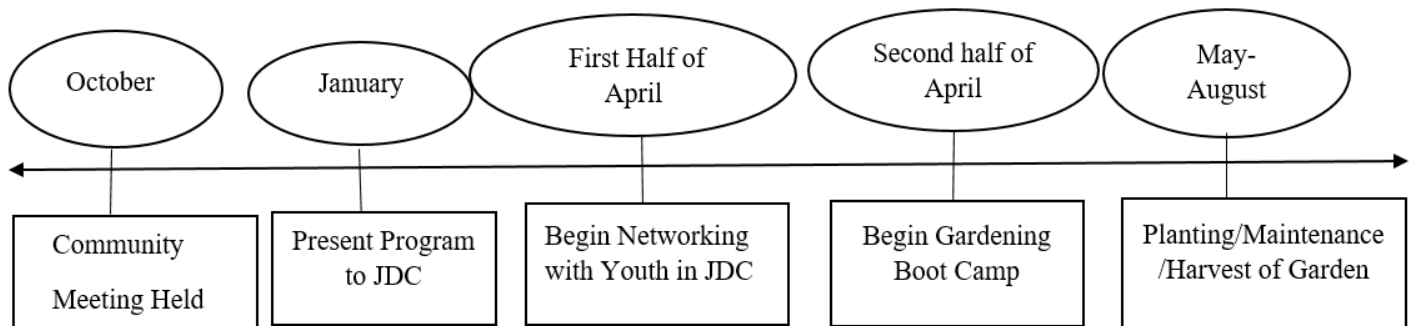 October
January
First Half of
April
Second half of
April
May-
August
Community
Meeting Held
Present Program
to JDC
Begin Networking
with Youth in JDC
Begin Gardening
Boot Camp
Planting/Maintenance
/Harvest of Garden